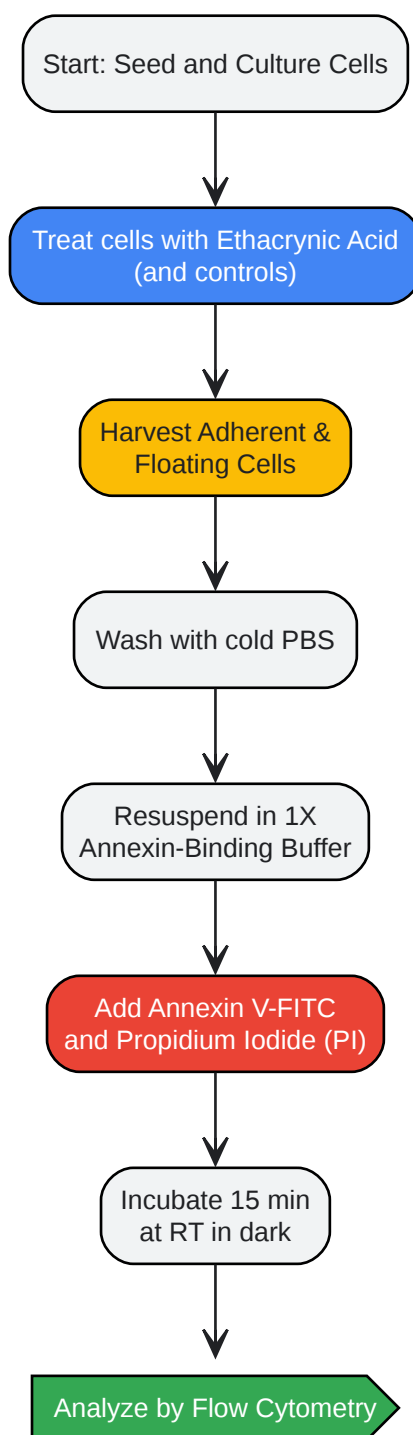 Start: Seed and Culture Cells
Treat cells with Ethacrynic Acid
(and controls)
Harvest Adherent &
Floating Cells
Wash with cold PBS
Resuspend in 1X
Annexin-Binding Buffer
Add Annexin V-FITC
and Propidium Iodide (PI)
Incubate 15 min
at RT in dark
Analyze by Flow Cytometry